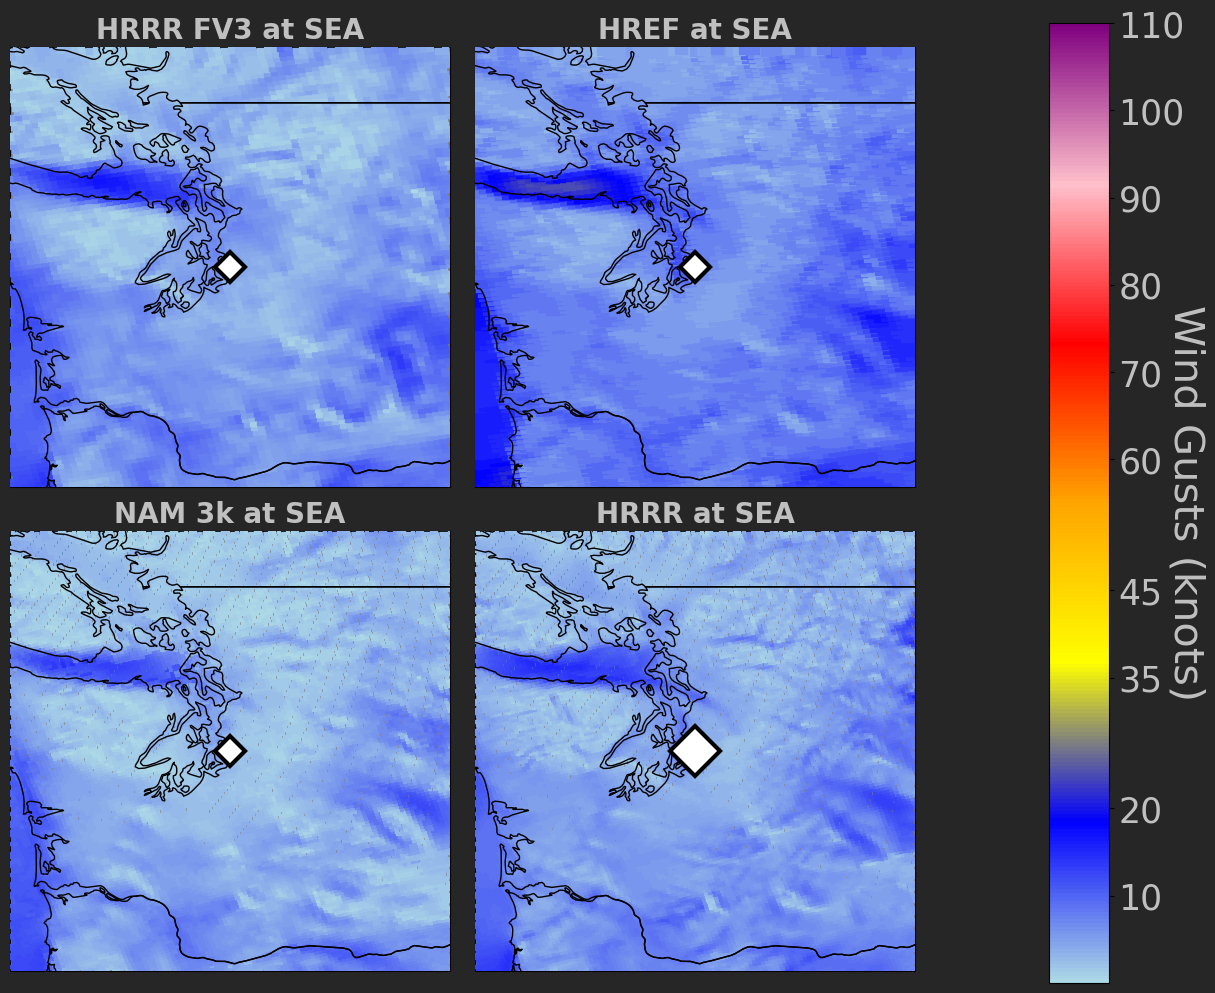 HRRR FV3 at SEA
HREF at SEA
NAM 3k at SEA
HRRR at SEA
110
100
90
80
70
60
45
35
20
10
Wind Gusts (knots)